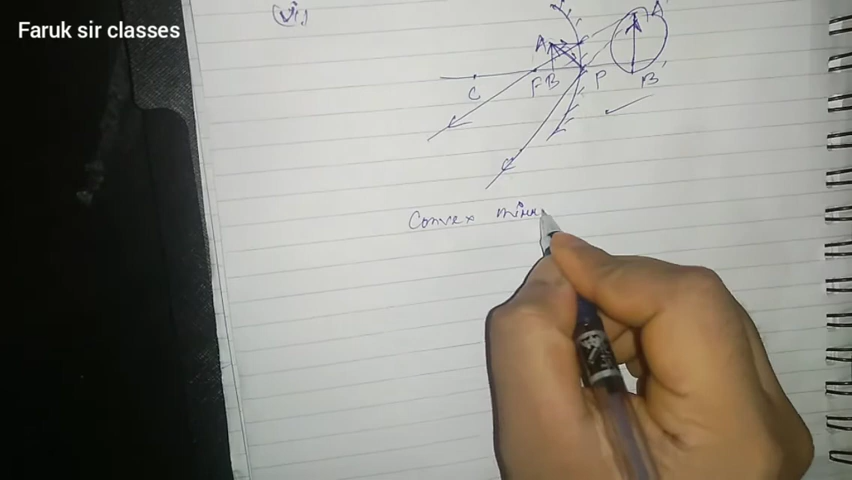 Faruk sir classes
(vi)
A A'
C F B P B'
Convex mirr